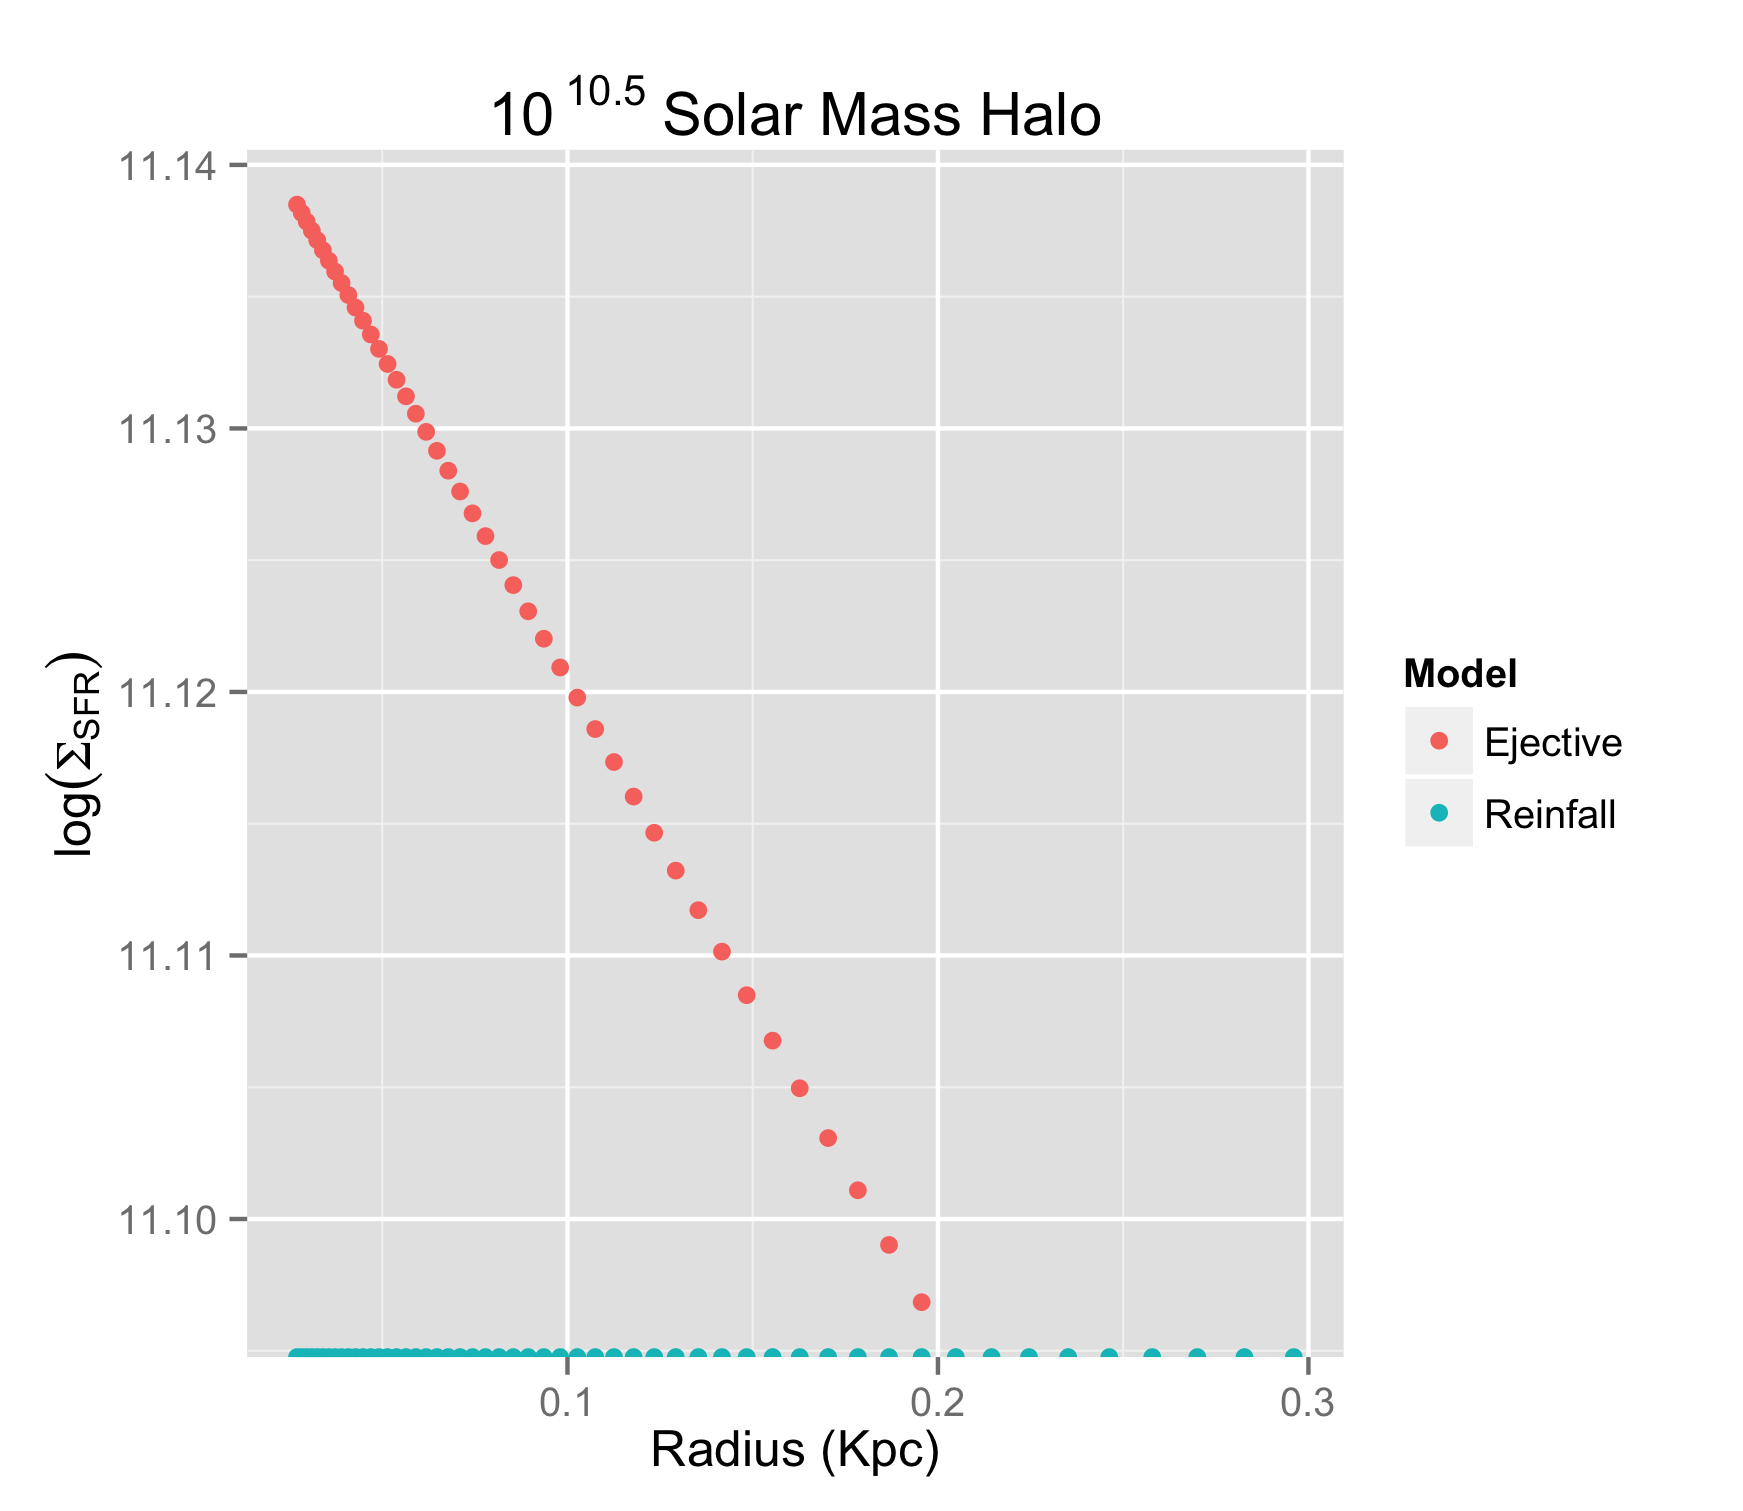 10 10.5 Solar Mass Halo
11.14
11.13
11.12
11.11
11.10
log(ΣSFR)
0.1 0.2 0.3
Radius (Kpc)
Model
Ejective
Reinfall